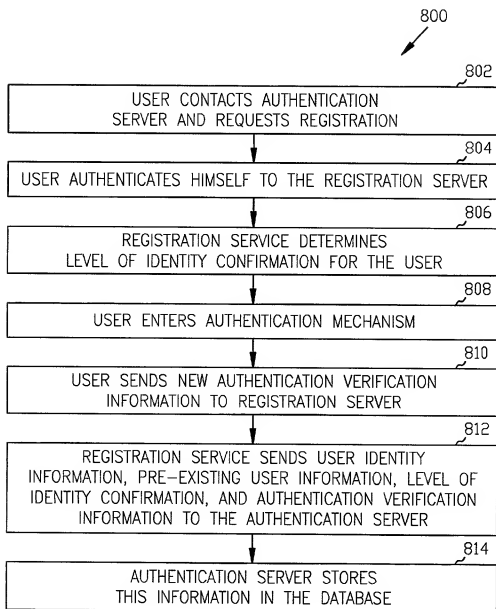 800
802
USER CONTACTS AUTHENTICATION
SERVER AND REQUESTS REGISTRATION
804
USER AUTHENTICATES HIMSELF TO THE REGISTRATION SERVER
806
REGISTRATION SERVICE DETERMINES
LEVEL OF IDENTITY CONFIRMATION FOR THE USER
808
USER ENTERS AUTHENTICATION MECHANISM
810
USER SENDS NEW AUTHENTICATION VERIFICATION
INFORMATION TO REGISTRATION SERVER
812
REGISTRATION SERVICE SENDS USER IDENTITY
INFORMATION, PRE-EXISTING USER INFORMATION, LEVEL OF
IDENTITY CONFIRMATION, AND AUTHENTICATION VERIFICATION
INFORMATION TO THE AUTHENTICATION SERVER
814
AUTHENTICATION SERVER STORES
THIS INFORMATION IN THE DATABASE